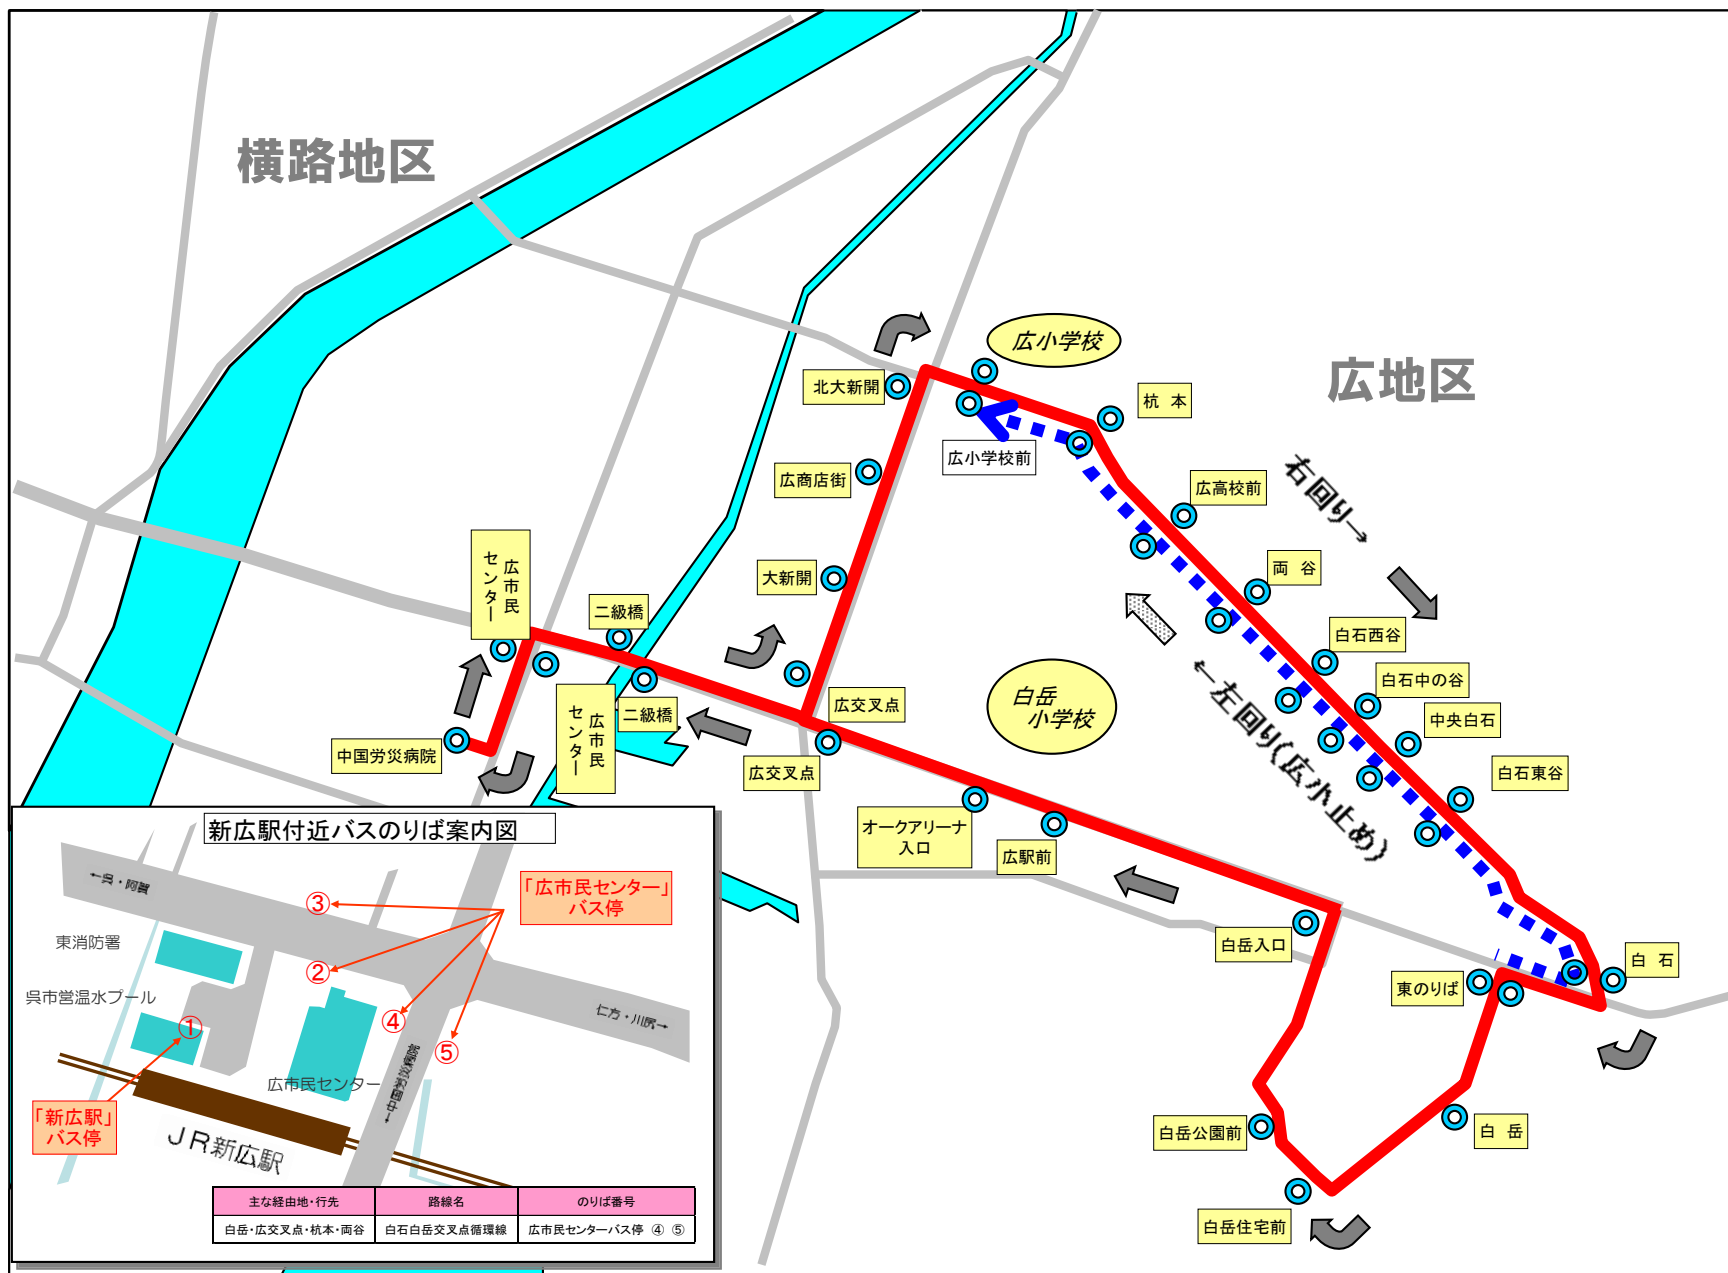 横路地区
広地区
広小学校
北大新開
杭 本
広小学校前
広商店街
広高校前
右回り→
大新開
両 谷
広市民
センター
二級橋
白石西谷
白石中の谷
中央白石
白石東谷
←左回り(広小止め)
白岳
小学校
広市民
センター
二級橋
広交叉点
広交叉点
中国労災病院
オークアリーナ
入口
広駅前
白岳入口
白 石
東のりば
白岳公園前
白 岳
白岳住宅前
新広駅付近バスのりば案内図
③
「広市民センター」
バス停
東消防署
②
呉市営温水プール
①
④
⑤
仁方・川尻→
広市民センター
←中国労災病院
「新広駅」
バス停
JR新広駅
主な経由地・行先 路線名 のりば番号
白岳・広交叉点・杭本・両谷 白石白岳交叉点循環線 広市民センターバス停 ④ ⑤